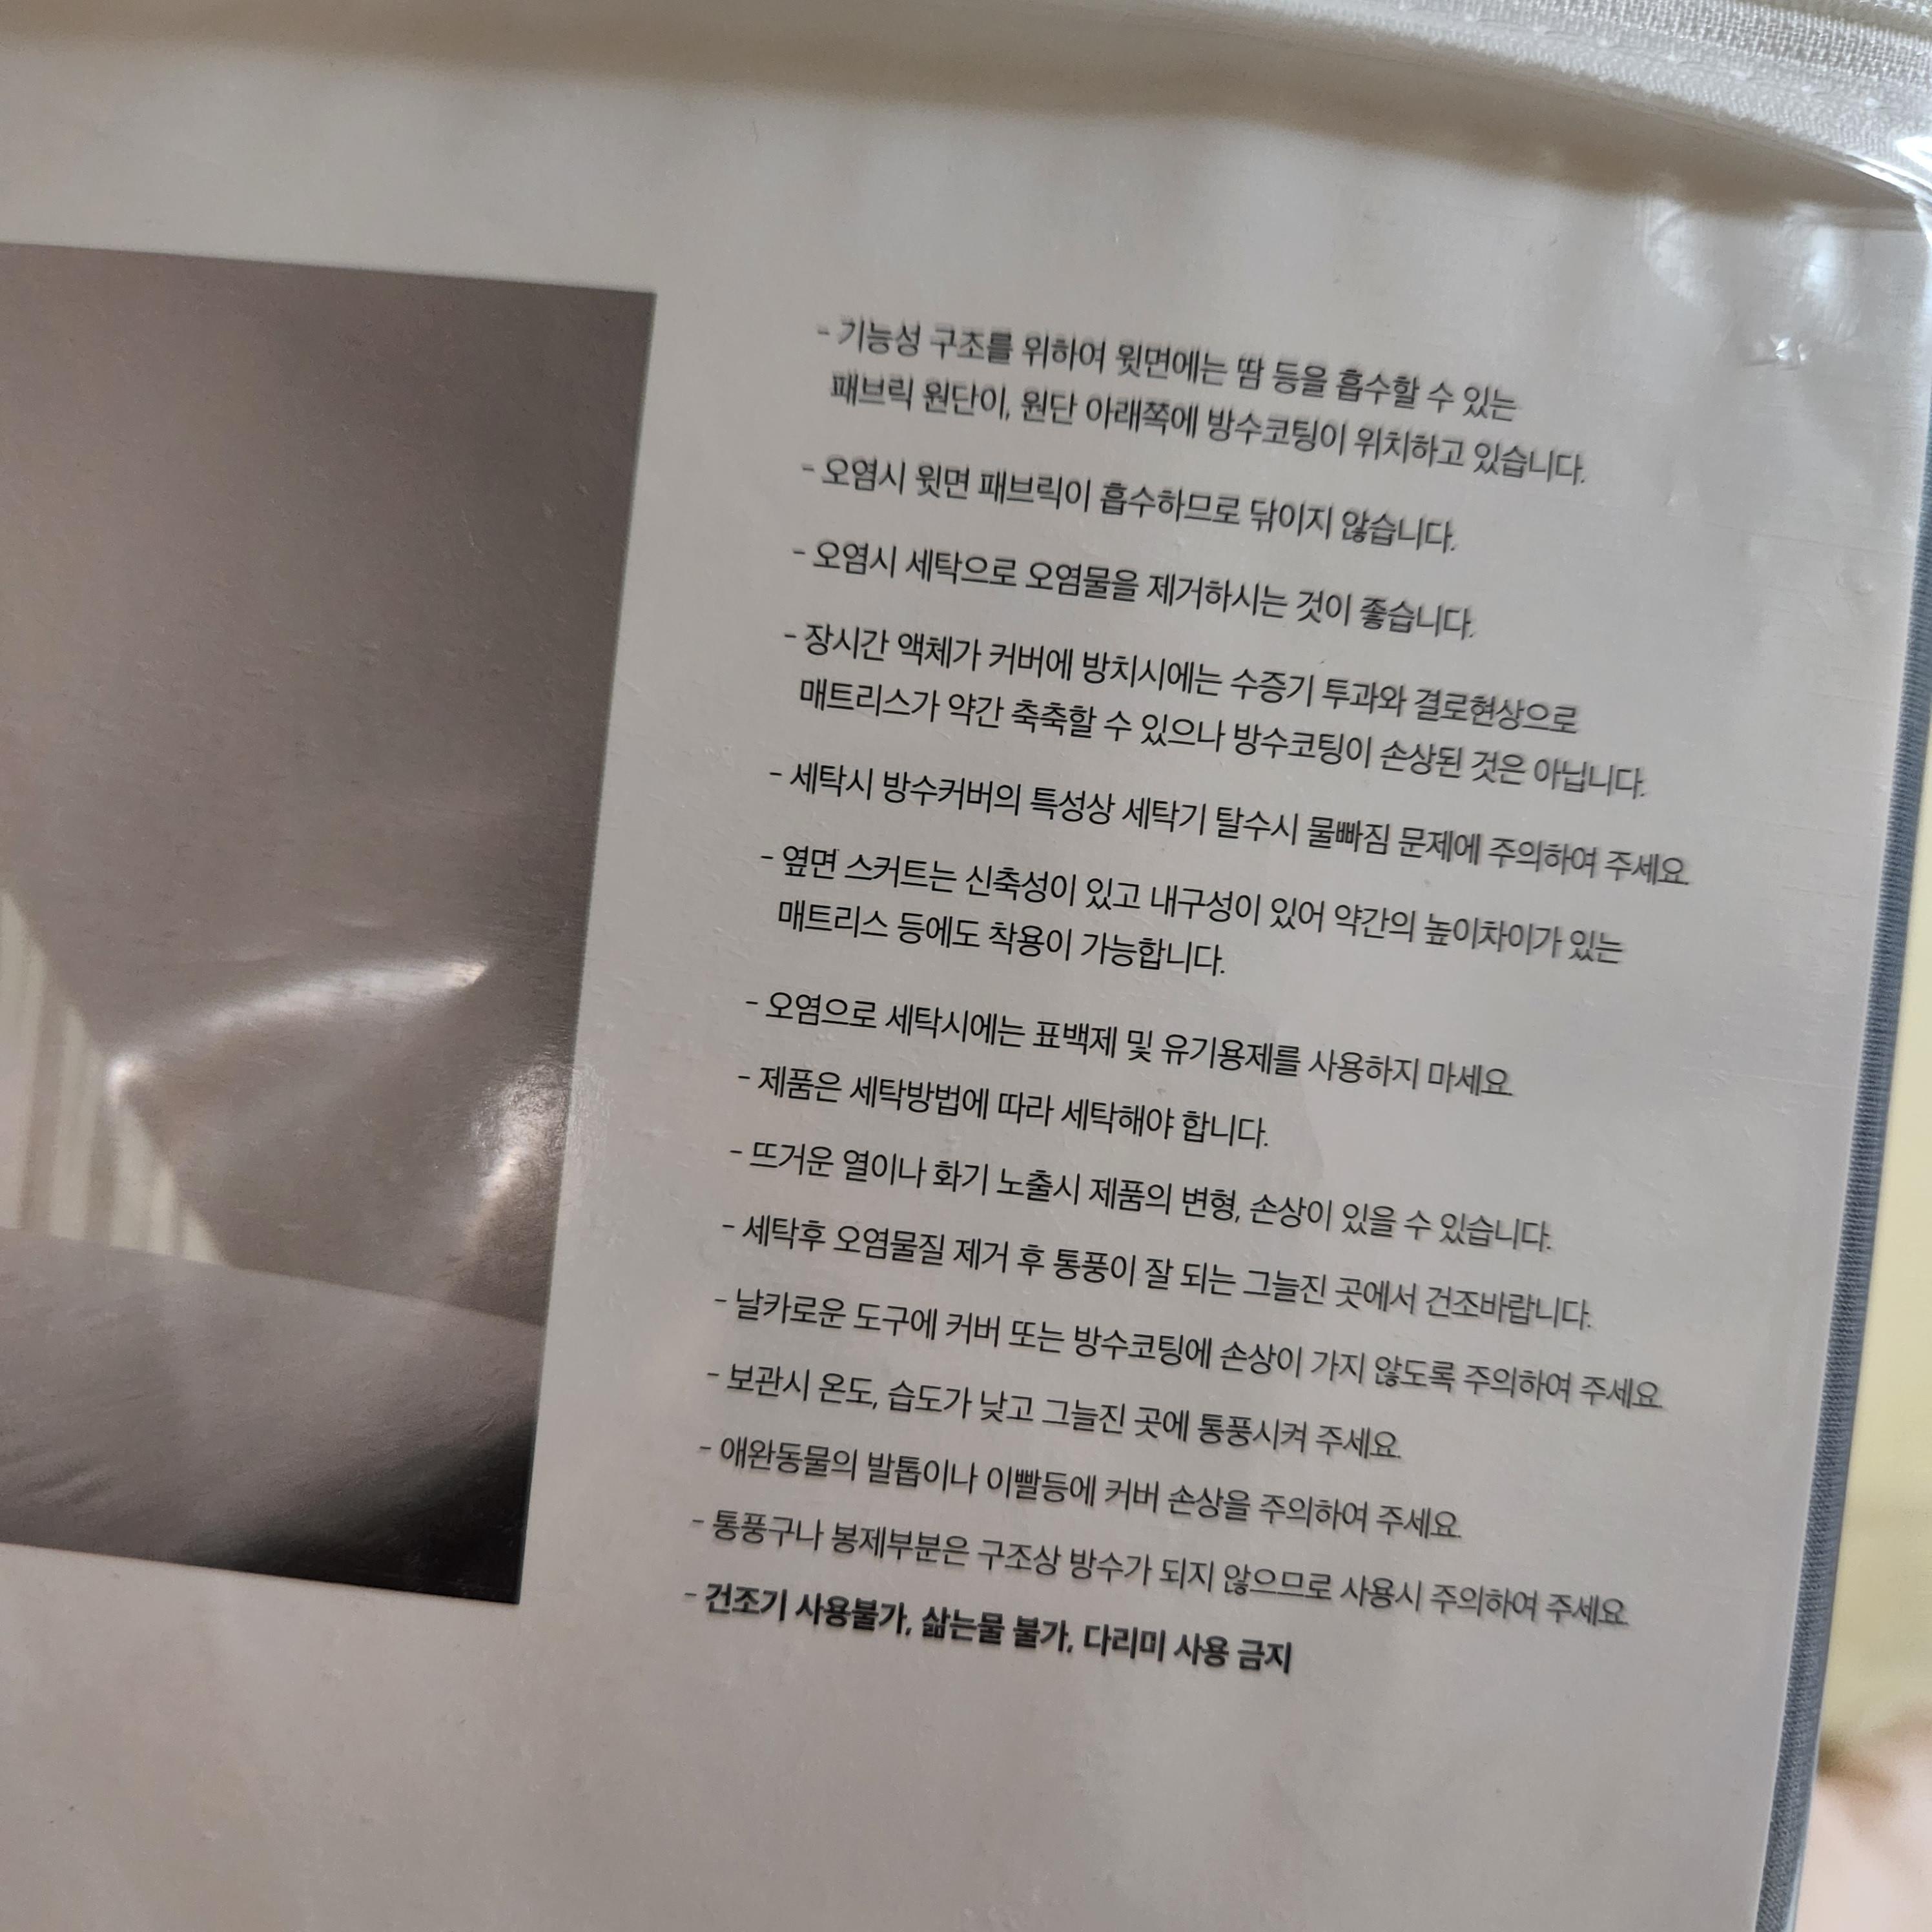 - 기능성 구조를 위하여 윗면에는 땀 등을 흡수할 수 있는
패브릭 원단이, 원단 아래쪽에 방수코팅이 위치하고 있습니다.
- 오염시 윗면 패브릭이 흡수하므로 닦이지 않습니다.
- 오염시 세탁으로 오염물을 제거하시는 것이 좋습니다.
- 장시간 액체가 커버에 방치시에는 수증기 투과와 결로현상으로
매트리스가 약간 축축할 수 있으나 방수코팅이 손상된 것은 아닙니다.
- 세탁시 방수커버의 특성상 세탁기 탈수시 물빠짐 문제에 주의하여 주세요.
- 옆면 스커트는 신축성이 있고 내구성이 있어 약간의 높이차이가 있는
매트리스 등에도 착용이 가능합니다.
- 오염으로 세탁시에는 표백제 및 유기용제를 사용하지 마세요.
- 제품은 세탁방법에 따라 세탁해야 합니다.
- 뜨거운 열이나 화기 노출시 제품의 변형, 손상이 있을 수 있습니다.
- 세탁후 오염물질 제거 후 통풍이 잘 되는 그늘진 곳에서 건조바랍니다.
- 날카로운 도구에 커버 또는 방수코팅에 손상이 가지 않도록 주의하여 주세요.
- 보관시 온도, 습도가 낮고 그늘진 곳에 통풍시켜 주세요.
- 애완동물의 발톱이나 이빨등에 커버 손상을 주의하여 주세요.
- 통풍구나 봉제부분은 구조상 방수가 되지 않으므로 사용시 주의하여 주세요.
- 건조기 사용불가, 삶는물 불가, 다리미 사용 금지